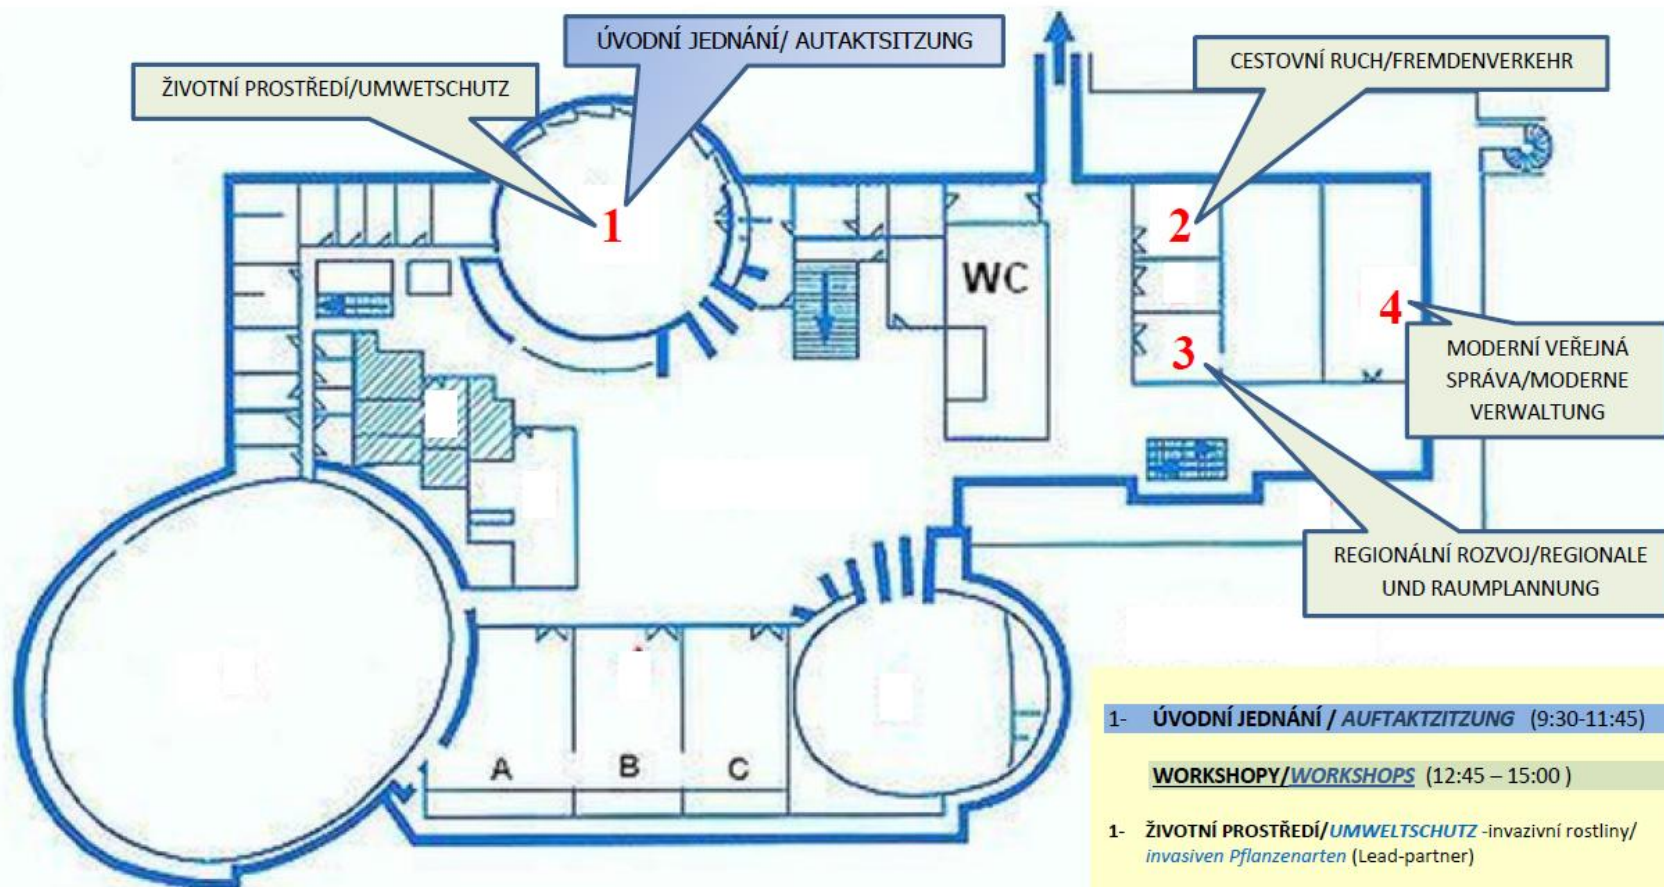 ÚVODNÍ JEDNÁNÍ/ AUTAKTSITZUNG
ŽIVOTNÍ PROSTŘEDÍ/UMWETSCHUTZ
CESTOVNÍ RUCH/FREMDENVERKEHR
1
2
WC
4
3
MODERNÍ VEŘEJNÁ
SPRÁVA/MODERNE
VERWALTUNG
REGIONÁLNÍ ROZVOJ/REGIONALE
UND RAUMPLANNUNG
A
B
C
1- ÚVODNÍ JEDNÁNÍ / AUFTAKTZITZUNG (9:30-11:45)
WORKSHOPY/WORKSHOPS (12:45 – 15:00 )
1- ŽIVOTNÍ PROSTŘEDÍ/UMWELTSCHUTZ -invazivní rostliny/
invasiven Pflanzenarten (Lead-partner)